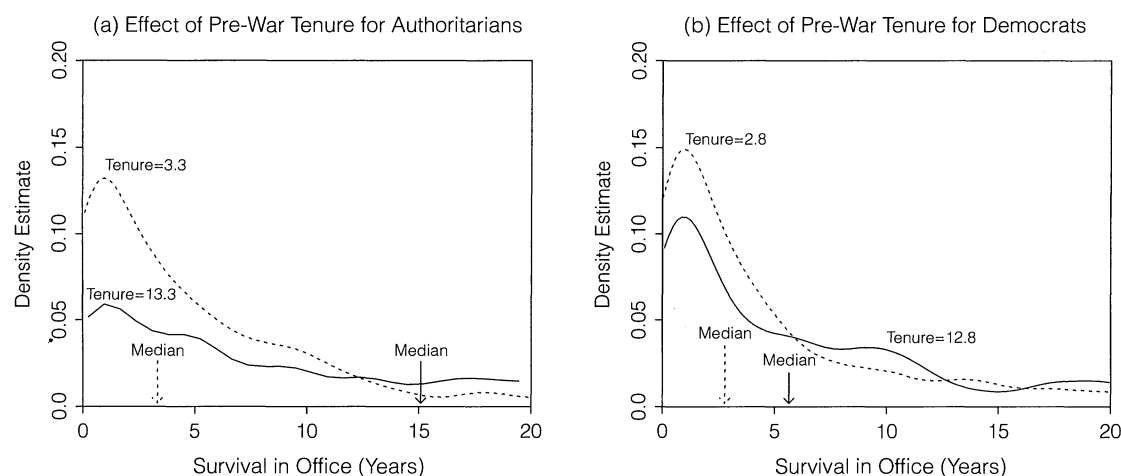 (a) Effect of Pre-War Tenure for Authoritarians
Density Estimate
0.20
0.15
0.10
0.05
0.0
Tenure=3.3
Tenure=13.3
Median
Median
0 5 10 15 20
Survival in Office (Years)
(b) Effect of Pre-War Tenure for Democrats
Density Estimate
0.20
0.15
0.10
0.05
0.0
Tenure=2.8
Tenure=12.8
Median
Median
0 5 10 15 20
Survival in Office (Years)